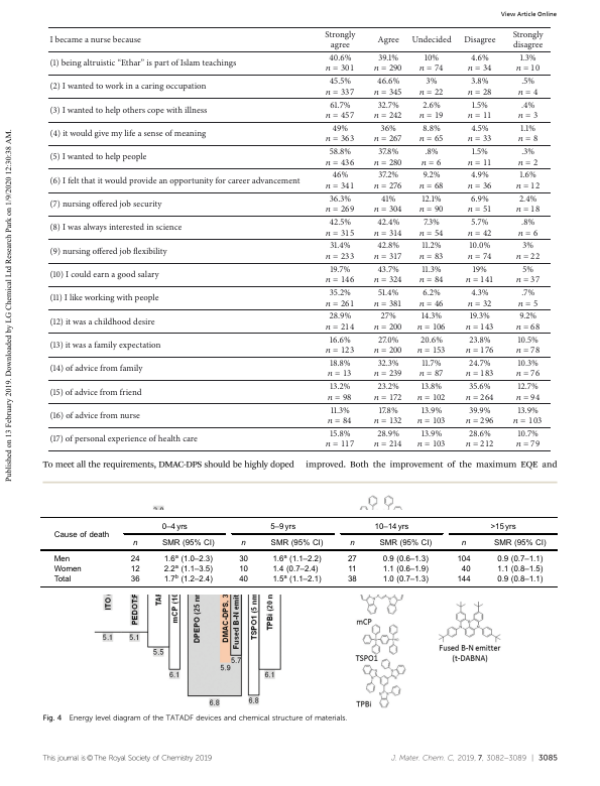 View Article Online
Published on 13 February 2019. Downloaded by LG Chemical Ltd Research Park on 1/9/2020 12:30:38 AM.
I became a nurse because Strongly agree Agree Undecided Disagree Strongly disagree
(1) being altruistic "Ethar" is part of Islam teachings 40.6% 39.1% 10% 4.6% 1.3%
n = 301 n = 290 n = 74 n = 34 n = 10
(2) I wanted to work in a caring occupation 45.5% 46.6% 3% 3.8% .5%
n = 337 n = 345 n = 22 n = 28 n = 4
(3) I wanted to help others cope with illness 61.7% 32.7% 2.6% 1.5% .4%
n = 457 n = 242 n = 19 n = 11 n = 3
(4) it would give my life a sense of meaning 49% 36% 8.8% 4.5% 1.1%
n = 363 n = 267 n = 65 n = 33 n = 8
(5) I wanted to help people 58.8% 37.8% .8% 1.5% .3%
n = 436 n = 280 n = 6 n = 11 n = 2
(6) I felt that it would provide an opportunity for career advancement 46% 37.2% 9.2% 4.9% 1.6%
n = 341 n = 276 n = 68 n = 36 n = 12
(7) nursing offered job security 36.3% 41% 12.1% 6.9% 2.4%
n = 269 n = 304 n = 90 n = 51 n = 18
(8) I was always interested in science 42.5% 42.4% 7.3% 5.7% .8%
n = 315 n = 314 n = 54 n = 42 n = 6
(9) nursing offered job flexibility 31.4% 42.8% 11.2% 10.0% 3%
n = 233 n = 317 n = 83 n = 74 n = 22
(10) I could earn a good salary 19.7% 43.7% 11.3% 19% 5%
n = 146 n = 324 n = 84 n = 141 n = 37
(11) I like working with people 35.2% 51.4% 6.2% 4.3% .7%
n = 261 n = 381 n = 46 n = 32 n = 5
(12) it was a childhood desire 28.9% 27% 14.3% 19.3% 9.2%
n = 214 n = 200 n = 106 n = 143 n = 68
(13) it was a family expectation 16.6% 27.0% 20.6% 23.8% 10.5%
n = 123 n = 200 n = 153 n = 176 n = 78
(14) of advice from family 18.8% 32.3% 11.7% 24.7% 10.3%
n = 13 n = 239 n = 87 n = 183 n = 76
(15) of advice from friend 13.2% 23.2% 13.8% 35.6% 12.7%
n = 98 n = 172 n = 102 n = 264 n = 94
(16) of advice from nurse 11.3% 17.8% 13.9% 39.9% 13.9%
n = 84 n = 132 n = 103 n = 296 n = 103
(17) of personal experience of health care 15.8% 28.9% 13.9% 28.6% 10.7%
n = 117 n = 214 n = 103 n = 212 n = 79
To meet all the requirements, DMAC-DPS should be highly doped
improved. Both the improvement of the maximum EQE and
Cause of death 0–4 yrs 5–9 yrs 10–14 yrs >15 yrs
n SMR (95% CI) n SMR (95% CI) n SMR (95% CI) n SMR (95% CI)
Men 24 1.6ᵃ (1.0–2.3) 30 1.6ᵃ (1.1–2.2) 27 0.9 (0.6–1.3) 104 0.9 (0.7–1.1)
Women 12 2.2ᵃ (1.1–3.5) 10 1.4 (0.7–2.4) 11 1.1 (0.6–1.9) 40 1.1 (0.8–1.5)
Total 36 1.7ᵇ (1.2–2.4) 40 1.5ᵃ (1.1–2.1) 38 1.0 (0.7–1.3) 144 0.9 (0.8–1.1)
ITO
PEDOT:
mCP
DPEPO (25
DMAC-DPS,
Fused B-N emit
TSPO1 (5
TPBi (20
5.1
5.1
5.5
6.1
6.8
5.9
5.7
6.8
6.1
mCP
TSPO1
TPBi
Fused B-N emitter
(t-DABNA)
Fig. 4 Energy level diagram of the TATADF devices and chemical structure of materials.
This journal is © The Royal Society of Chemistry 2019
J. Mater. Chem. C, 2019, 7, 3082–3089 | 3085